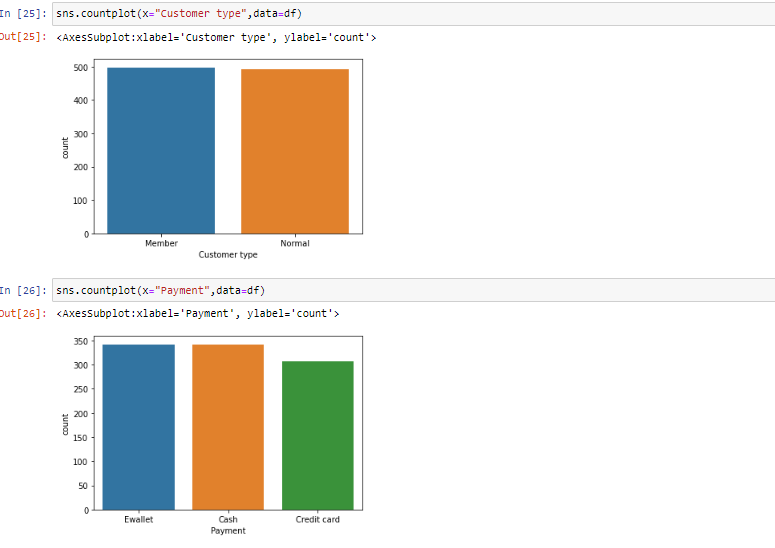 In [25]: sns.countplot(x="Customer type",data=df)
Out[25]: <AxesSubplot:xlabel='Customer type', ylabel='count'>
500
400
300
200
100
0
count
Member Normal
Customer type
In [26]: sns.countplot(x="Payment",data=df)
Out[26]: <AxesSubplot:xlabel='Payment', ylabel='count'>
350
300
250
200
150
100
50
0
count
Ewallet Cash Credit card
Payment